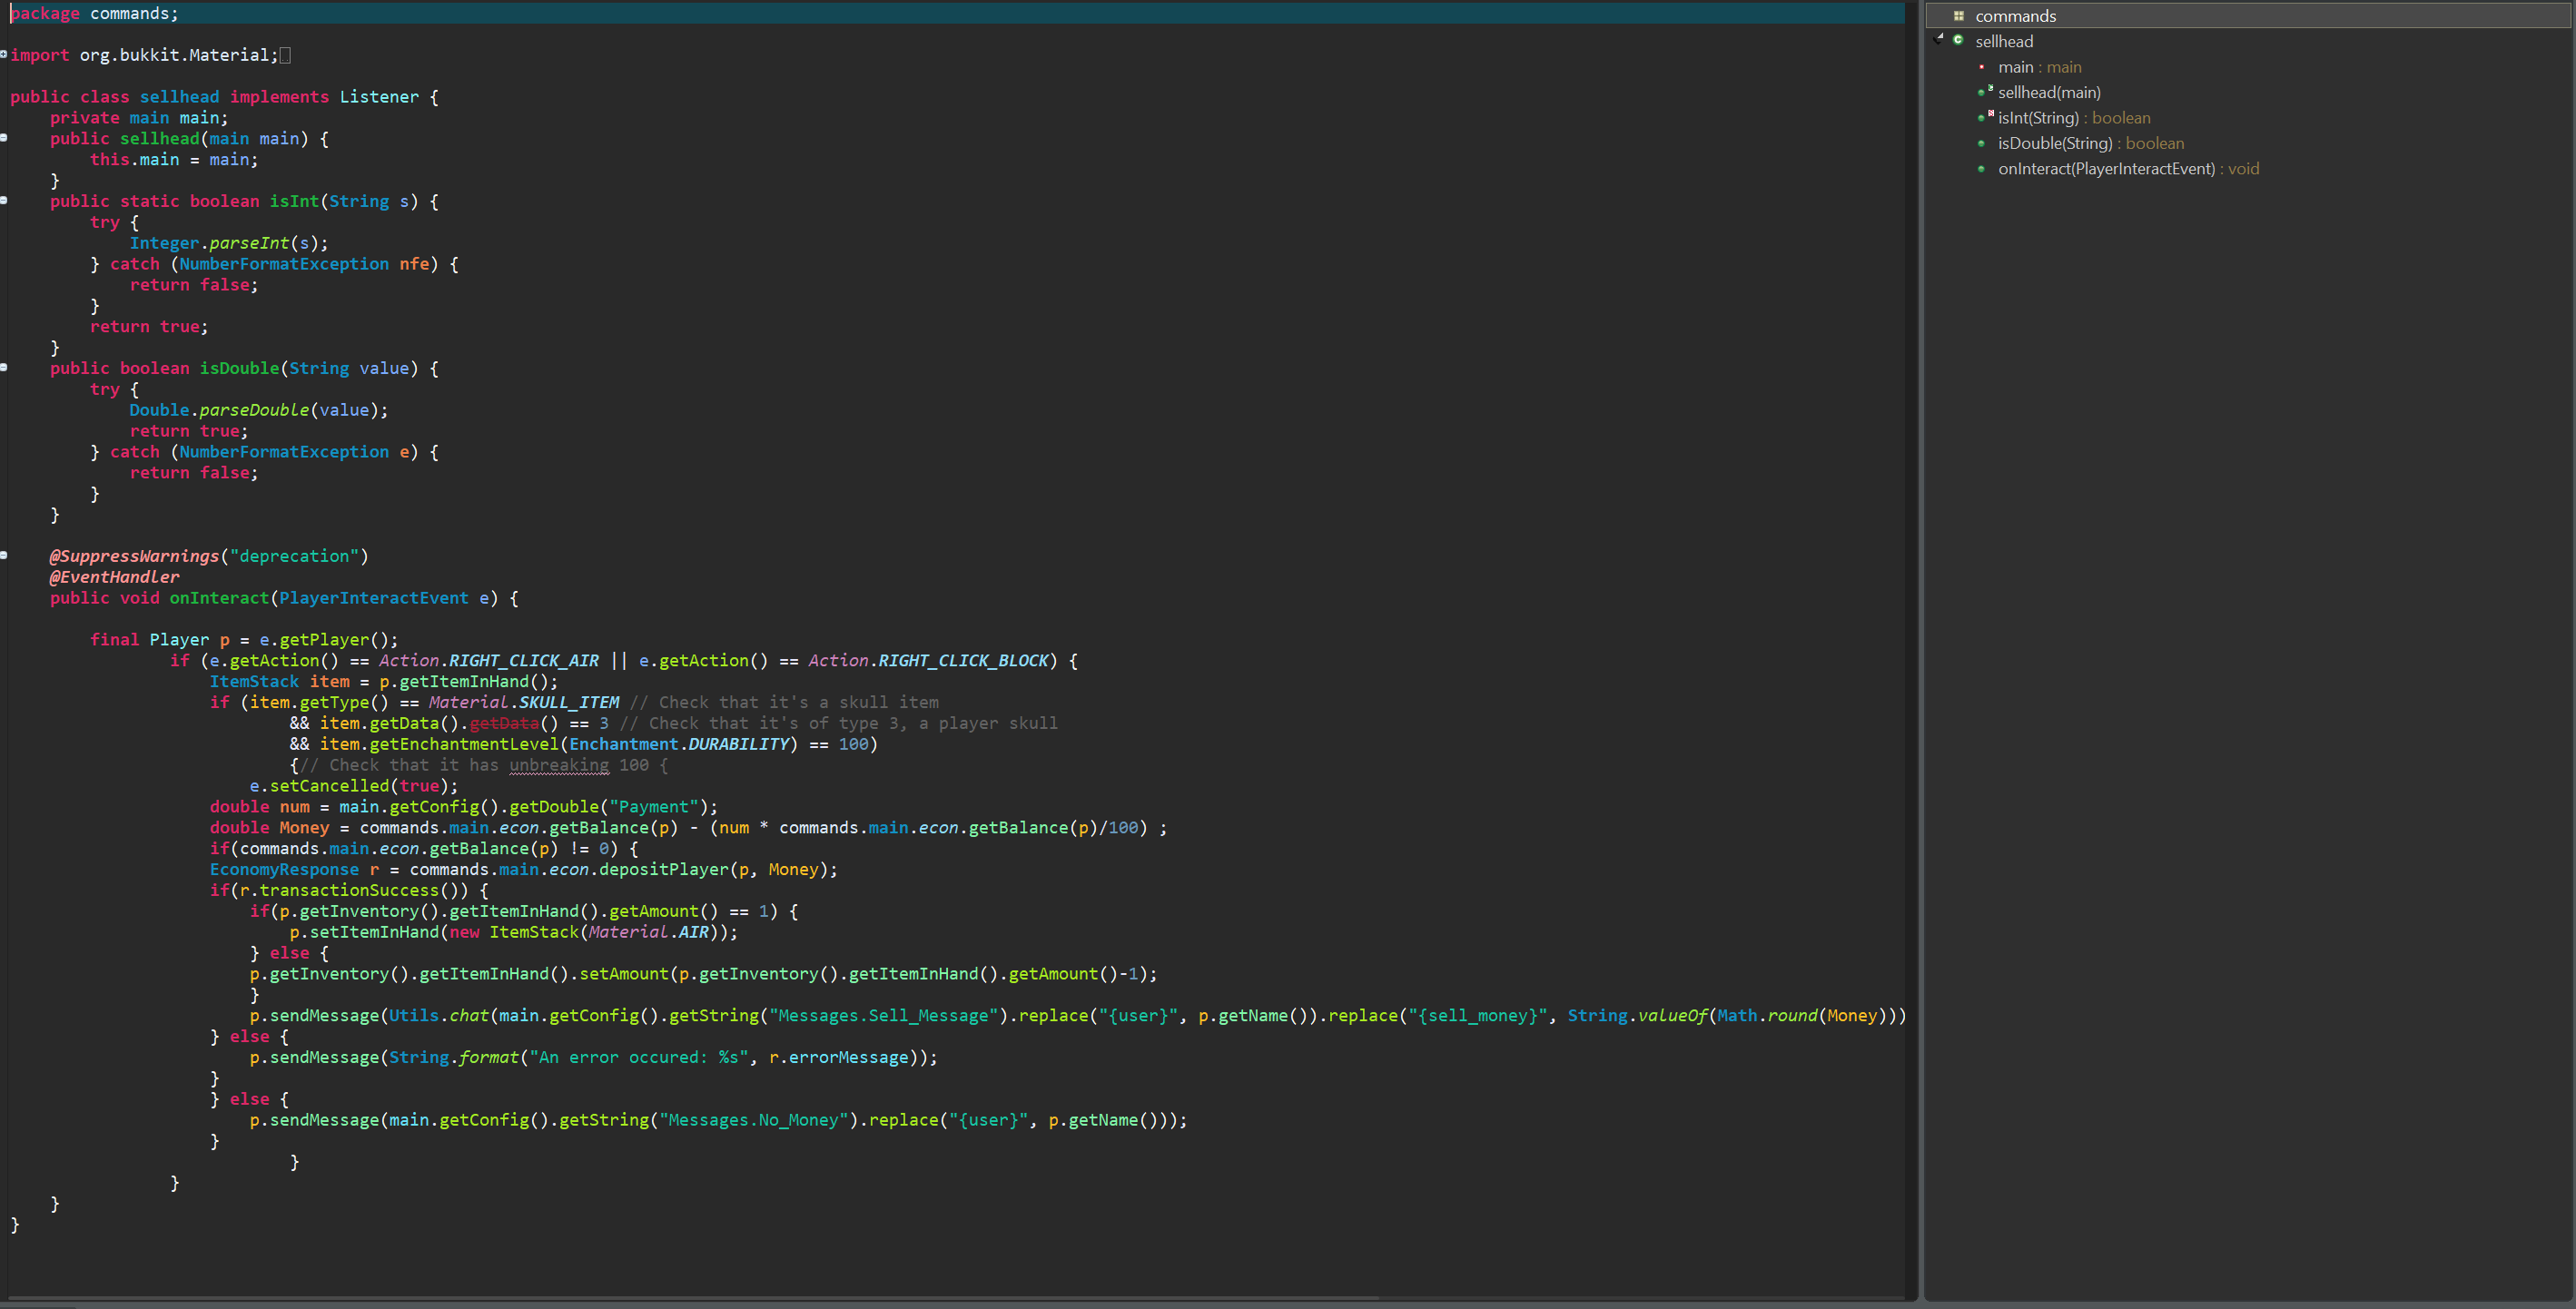 package commands;
import org.bukkit.Material;
public class sellhead implements Listener {
    private main main;
    public sellhead(main main) {
        this.main = main;
    }
    public static boolean isInt(String s) {
        try {
            Integer.parseInt(s);
        } catch (NumberFormatException nfe) {
            return false;
        }
        return true;
    }
    public boolean isDouble(String value) {
        try {
            Double.parseDouble(value);
            return true;
        } catch (NumberFormatException e) {
            return false;
        }
    }
    @SuppressWarnings("deprecation")
    @EventHandler
    public void onInteract(PlayerInteractEvent e) {
        final Player p = e.getPlayer();
                if (e.getAction() == Action.RIGHT_CLICK_AIR || e.getAction() == Action.RIGHT_CLICK_BLOCK) {
                    ItemStack item = p.getItemInHand();
                    if (item.getType() == Material.SKULL_ITEM // Check that it's a skull item
                            && item.getData().getData() == 3 // Check that it's of type 3, a player skull
                            && item.getEnchantmentLevel(Enchantment.DURABILITY) == 100)
                            {// Check that it has unbreaking 100 {
                        e.setCancelled(true);
                    double num = main.getConfig().getDouble("Payment");
                    double Money = commands.main.econ.getBalance(p) - (num * commands.main.econ.getBalance(p)/100) ;
                    if(commands.main.econ.getBalance(p) != 0) {
                    EconomyResponse r = commands.main.econ.depositPlayer(p, Money);
                    if(r.transactionSuccess()) {
                        if(p.getInventory().getItemInHand().getAmount() == 1) {
                            p.setItemInHand(new ItemStack(Material.AIR));
                        } else {
                        p.getInventory().getItemInHand().setAmount(p.getInventory().getItemInHand().getAmount()-1);
                        }
                        p.sendMessage(Utils.chat(main.getConfig().getString("Messages.Sell_Message").replace("{user}", p.getName()).replace("{sell_money}", String.valueOf(Math.round(Money)))
                    } else {
                        p.sendMessage(String.format("An error occured: %s", r.errorMessage));
                    }
                    } else {
                        p.sendMessage(main.getConfig().getString("Messages.No_Money").replace("{user}", p.getName()));
                    }
                            }
                }
    }
}
commands
sellhead
main : main
sellhead(main)
isInt(String) : boolean
isDouble(String) : boolean
onInteract(PlayerInteractEvent) : void